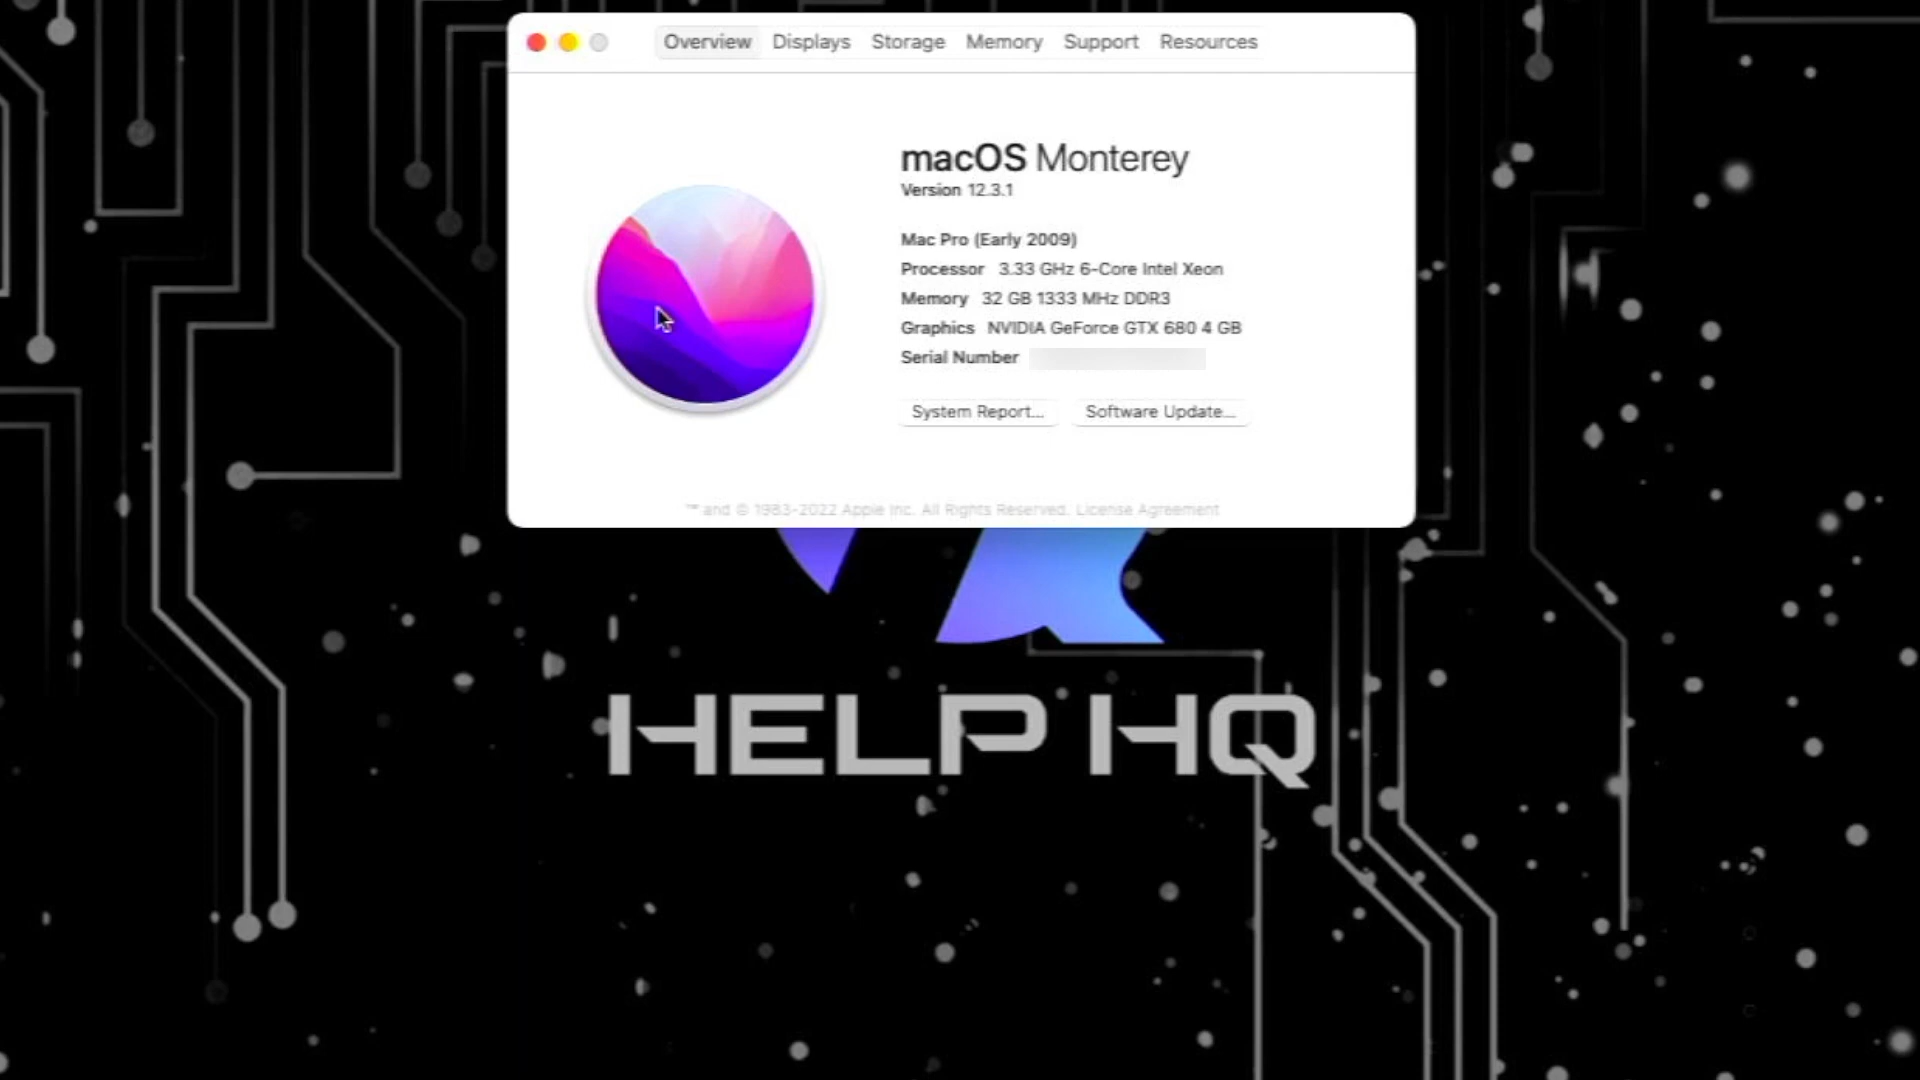 Overview Displays Storage Memory Support Resources
macOS Monterey
Version 12.3.1
Mac Pro (Early 2009)
Processor 3.33 GHz 6-Core Intel Xeon
Memory 32 GB 1333 MHz DDR3
Graphics NVIDIA GeForce GTX 680 4 GB
Serial Number
System Report... Software Update...
™ and © 1983-2022 Apple Inc. All Rights Reserved. License Agreement
HELP HQ